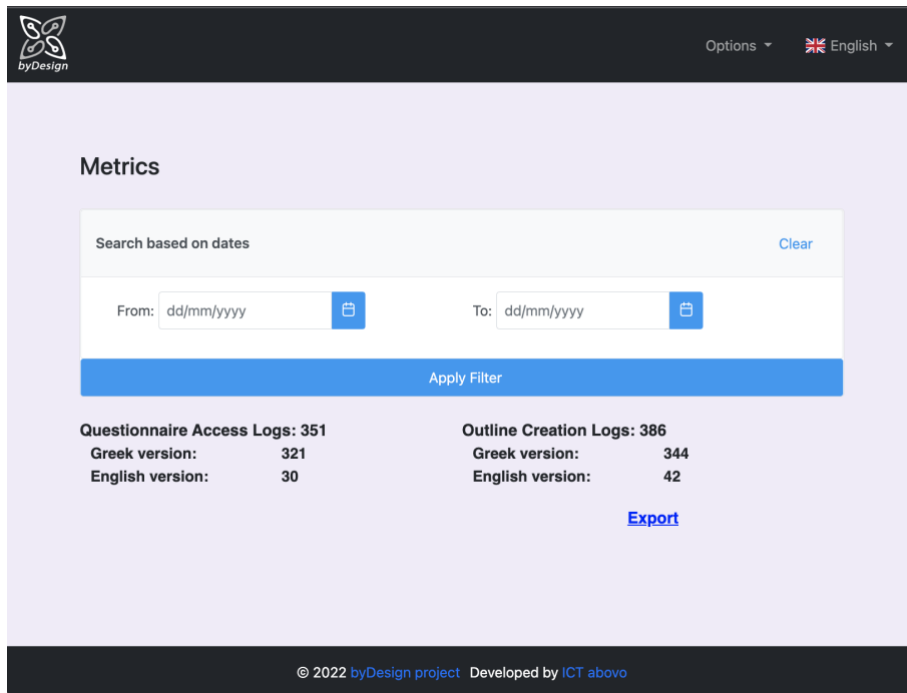 byDesign
Options English
Metrics
Search based on dates Clear
From: dd/mm/yyyy To: dd/mm/yyyy
Apply Filter
Questionnaire Access Logs: 351 Outline Creation Logs: 386
Greek version: 321 Greek version: 344
English version: 30 English version: 42
Export
© 2022 byDesign project Developed by ICT abovo